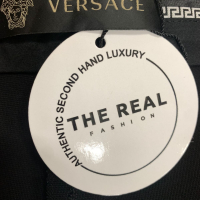 VERSACE
AUTHENTIC SECOND HAND LUXURY
THE REAL
FASHION